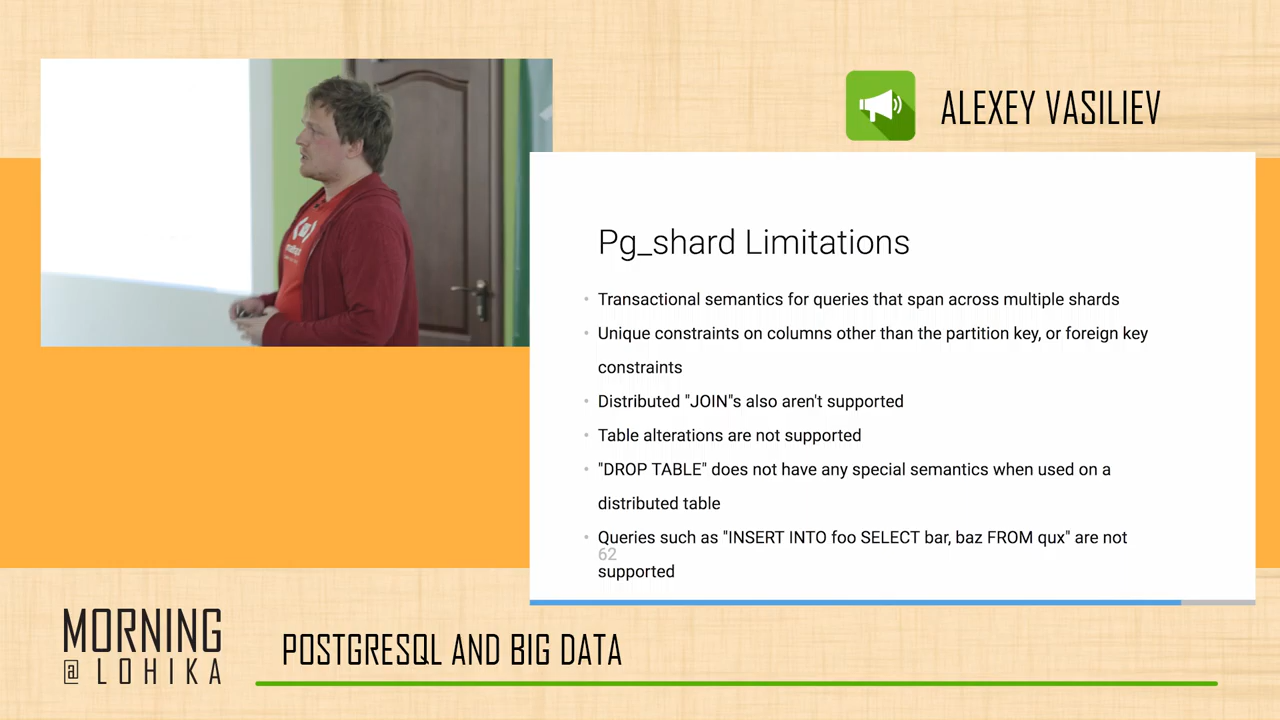 ALEXEY VASILIEV
Pg_shard Limitations
• Transactional semantics for queries that span across multiple shards
• Unique constraints on columns other than the partition key, or foreign key
constraints
• Distributed "JOIN"s also aren't supported
• Table alterations are not supported
• "DROP TABLE" does not have any special semantics when used on a
distributed table
• Queries such as "INSERT INTO foo SELECT bar, baz FROM qux" are not
62
supported
MORNING
@ LOHIKA
POSTGRESQL AND BIG DATA